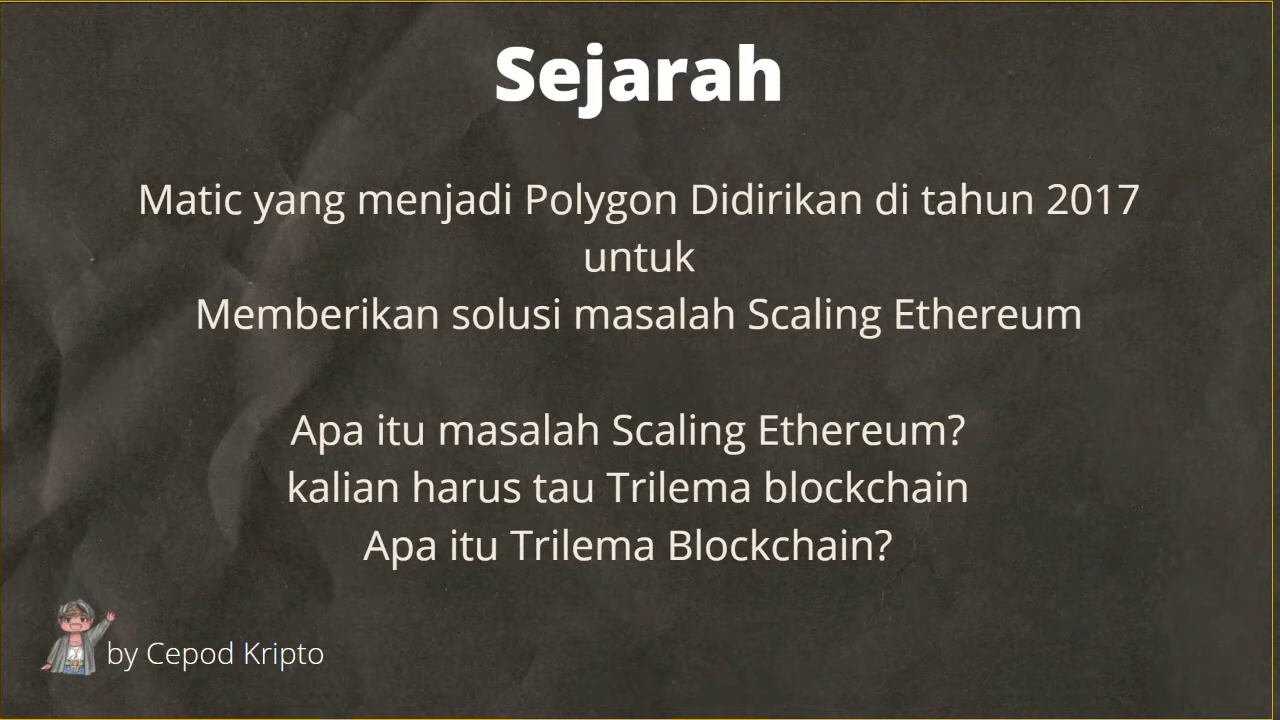 Sejarah
Matic yang menjadi Polygon Didirikan di tahun 2017
untuk
Memberikan solusi masalah Scaling Ethereum
Apa itu masalah Scaling Ethereum?
kalian harus tau Trilema blockchain
Apa itu Trilema Blockchain?
by Cepod Kripto